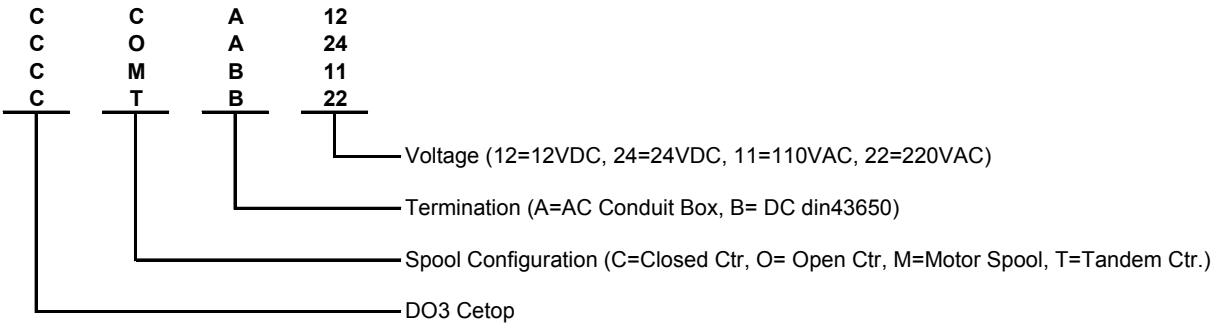 C C A 12
C O A 24
C M B 11
C T B 22
Voltage (12=12VDC, 24=24VDC, 11=110VAC, 22=220VAC)
Termination (A=AC Conduit Box, B= DC din43650)
Spool Configuration (C=Closed Ctr, O= Open Ctr, M=Motor Spool, T=Tandem Ctr.)
DO3 Cetop